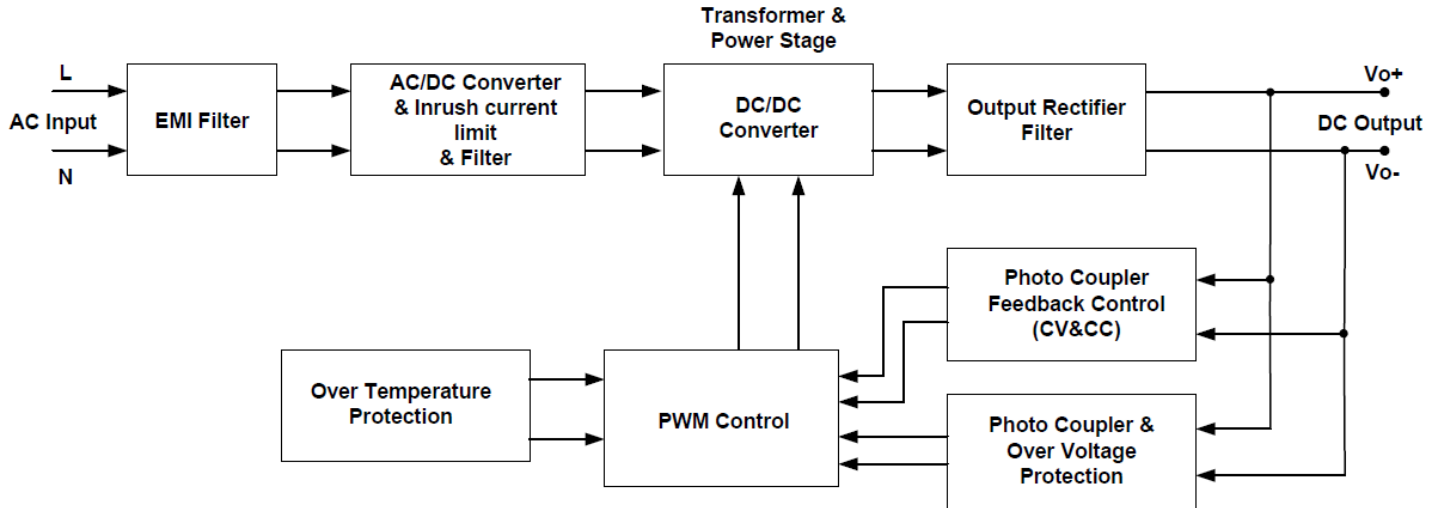 Transformer &
Power Stage
L
AC Input
N
EMI Filter
AC/DC Converter
& Inrush current
limit
& Filter
DC/DC
Converter
Output Rectifier
Filter
Vo+
DC Output
Vo-
Photo Coupler
Feedback Control
(CV&CC)
Over Temperature
Protection
PWM Control
Photo Coupler &
Over Voltage
Protection